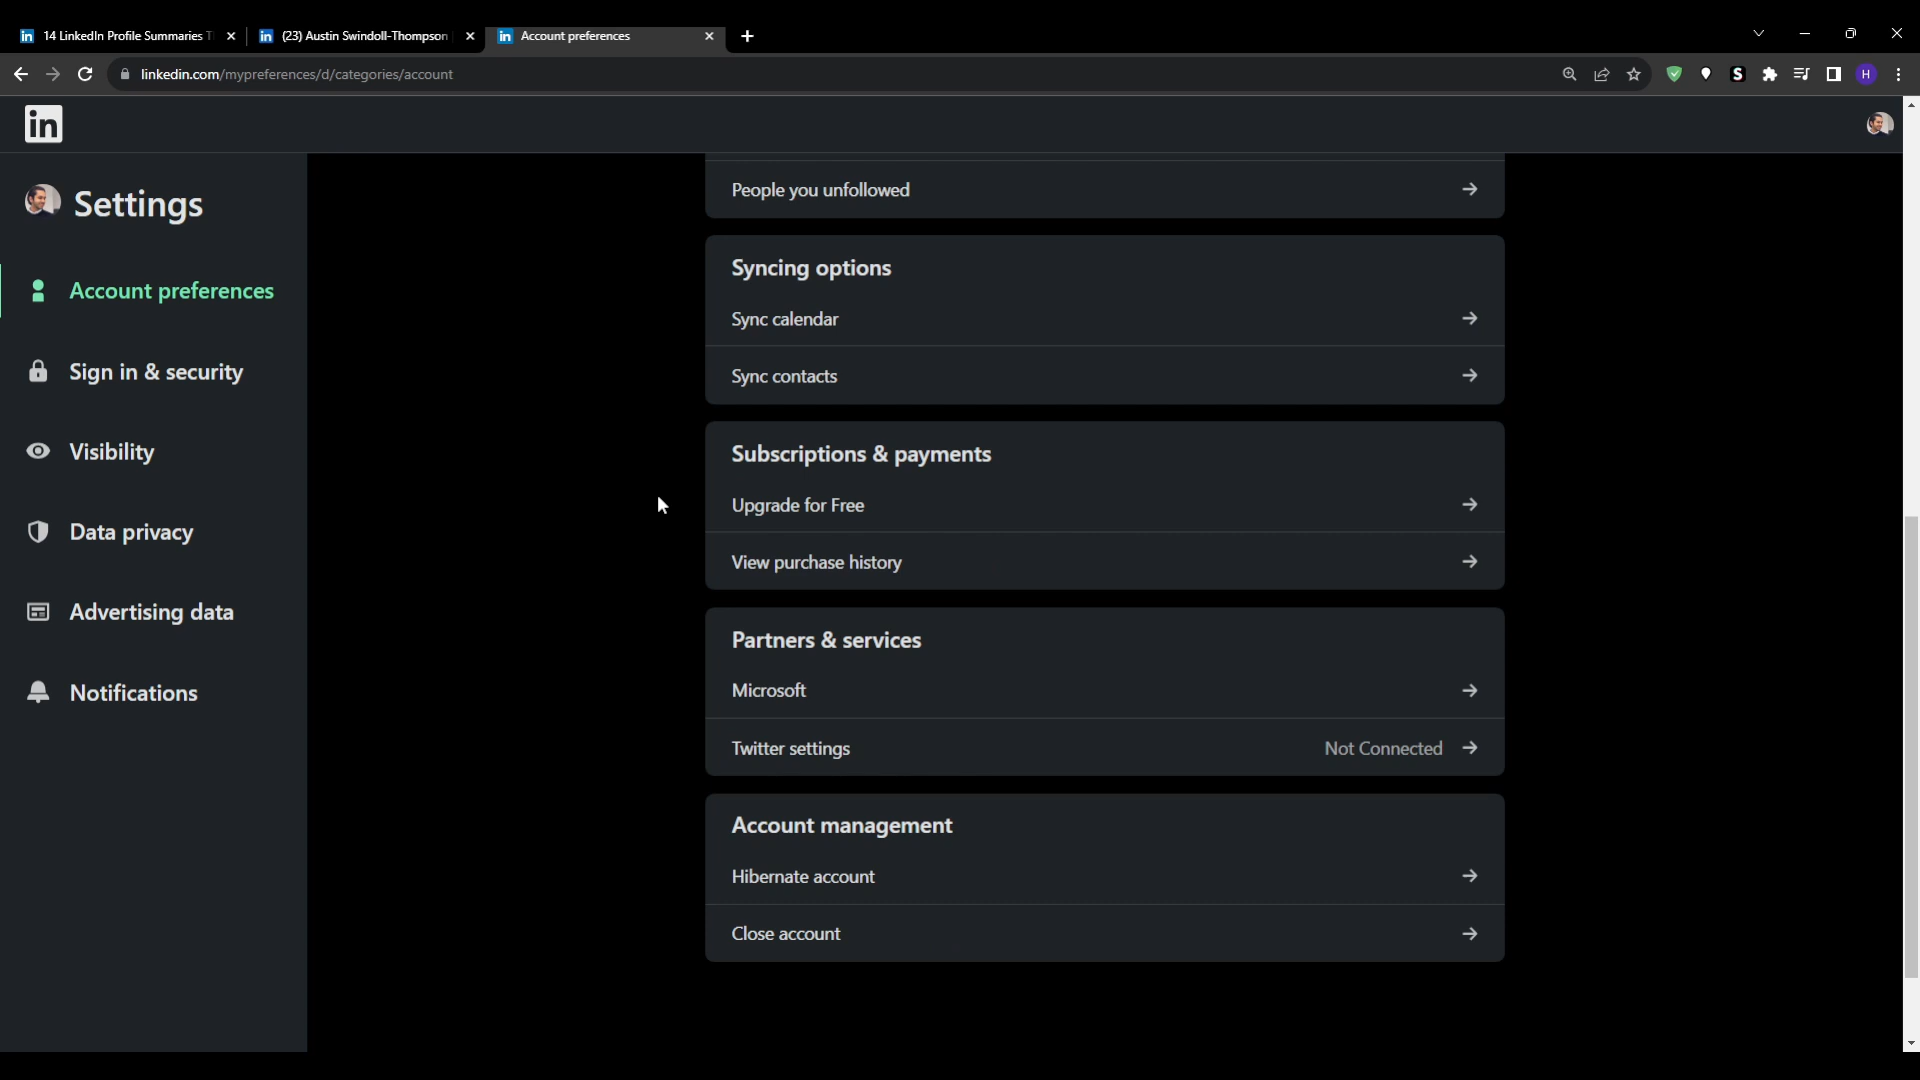 14 LinkedIn Profile Summaries T
(23) Austin Swindoll-Thompson
Account preferences
linkedin.com/mypreferences/d/categories/account
S
H
in
Settings
Account preferences
Sign in & security
Visibility
Data privacy
Advertising data
Notifications
People you unfollowed
Syncing options
Sync calendar
Sync contacts
Subscriptions & payments
Upgrade for Free
View purchase history
Partners & services
Microsoft
Twitter settings Not Connected
Account management
Hibernate account
Close account